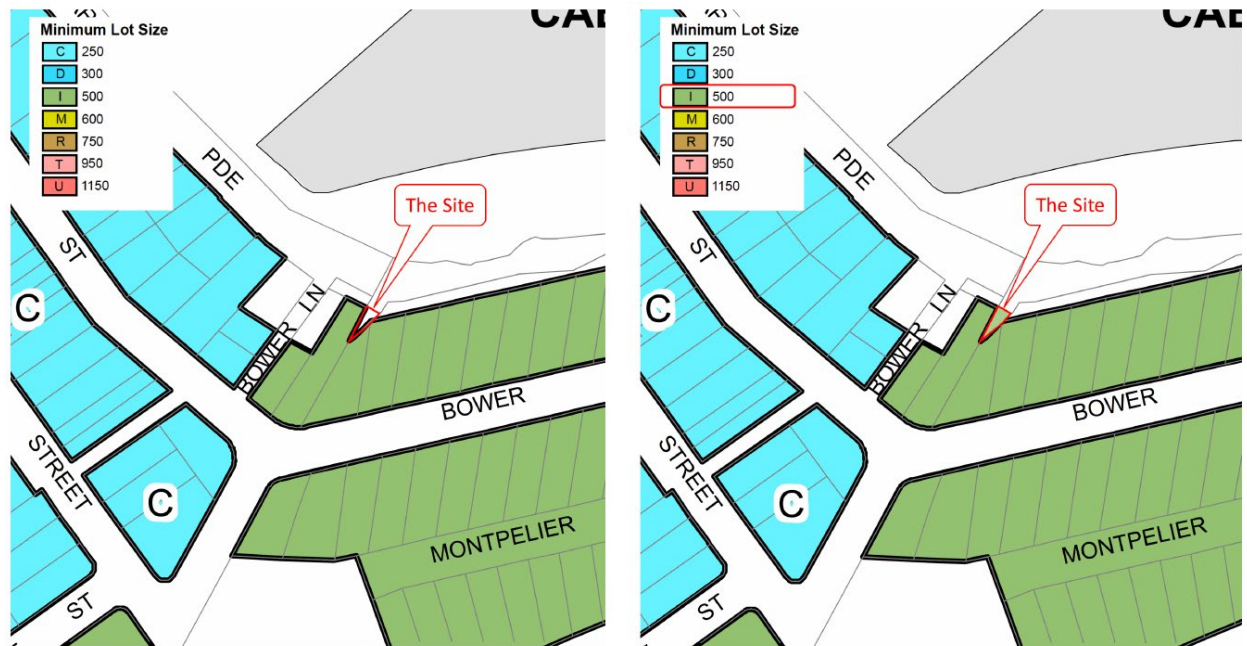 CAB
Minimum Lot Size
C 250
D 300
I 500
M 600
R 750
T 950
U 1150
PDE
The Site
ST
C
BOWER LN
BOWER
STREET
C
MONTPELIER
ST
CAB
Minimum Lot Size
C 250
D 300
I 500
M 600
R 750
T 950
U 1150
PDE
The Site
ST
C
BOWER LN
BOWER
STREET
C
MONTPELIER
ST